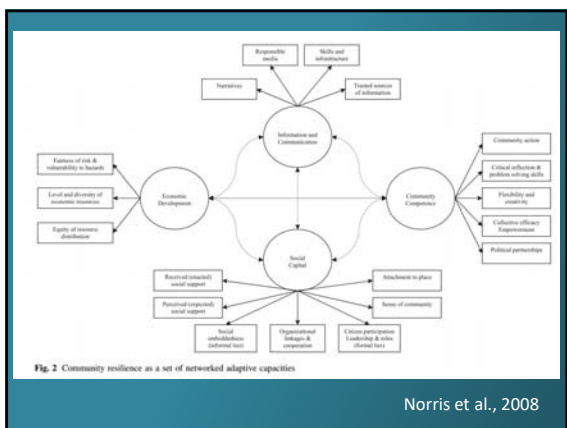 Responsible
media
Skills and
infrastructure
Narratives
Trusted sources
of information
Information and
Communication
Fairness of risk &
vulnerability to hazards
Level and diversity of
economic resources
Equity of resource
distribution
Economic
Development
Community
Competence
Community action
Critical reflection &
problem solving skills
Flexibility and
creativity
Collective efficacy
Empowerment
Political partnerships
Social
Capital
Received (enacted)
social support
Perceived (expected)
social support
Social
embeddedness
(informal ties)
Organizational
linkages &
cooperation
Citizen participation
Leadership & roles
(formal ties)
Sense of community
Attachment to place
Fig. 2 Community resilience as a set of networked adaptive capacities
Norris et al., 2008